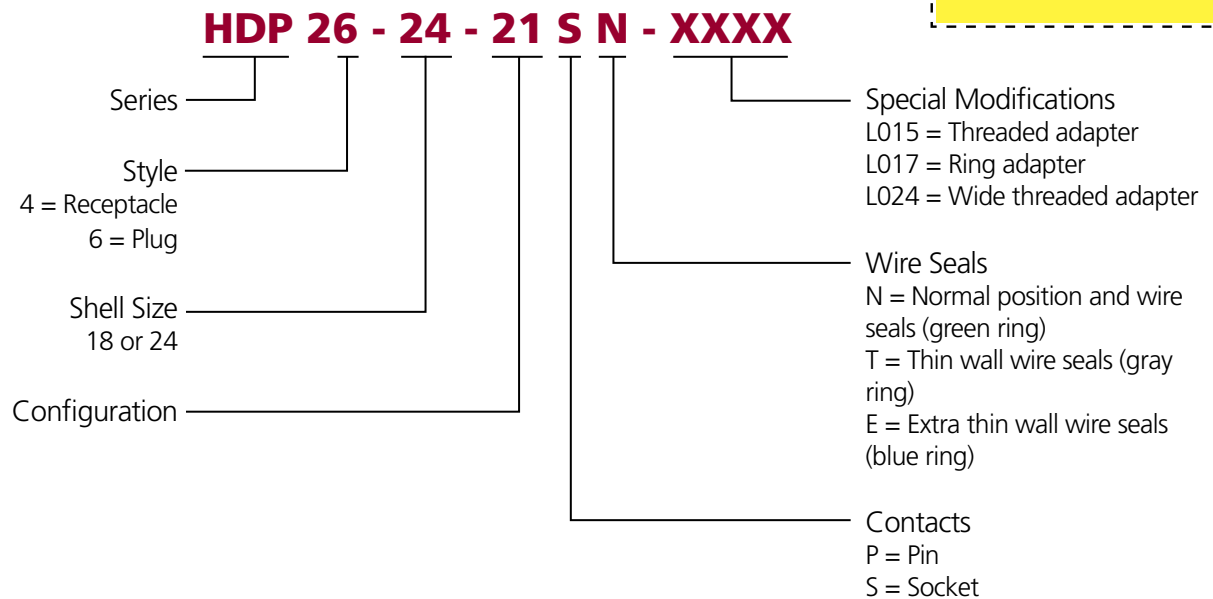 HDP 26 - 24 - 21 S N - XXXX
Series
Style
4 = Receptacle
6 = Plug
Shell Size
18 or 24
Configuration
Special Modifications
L015 = Threaded adapter
L017 = Ring adapter
L024 = Wide threaded adapter
Wire Seals
N = Normal position and wire
seals (green ring)
T = Thin wall wire seals (gray
ring)
E = Extra thin wall wire seals
(blue ring)
Contacts
P = Pin
S = Socket